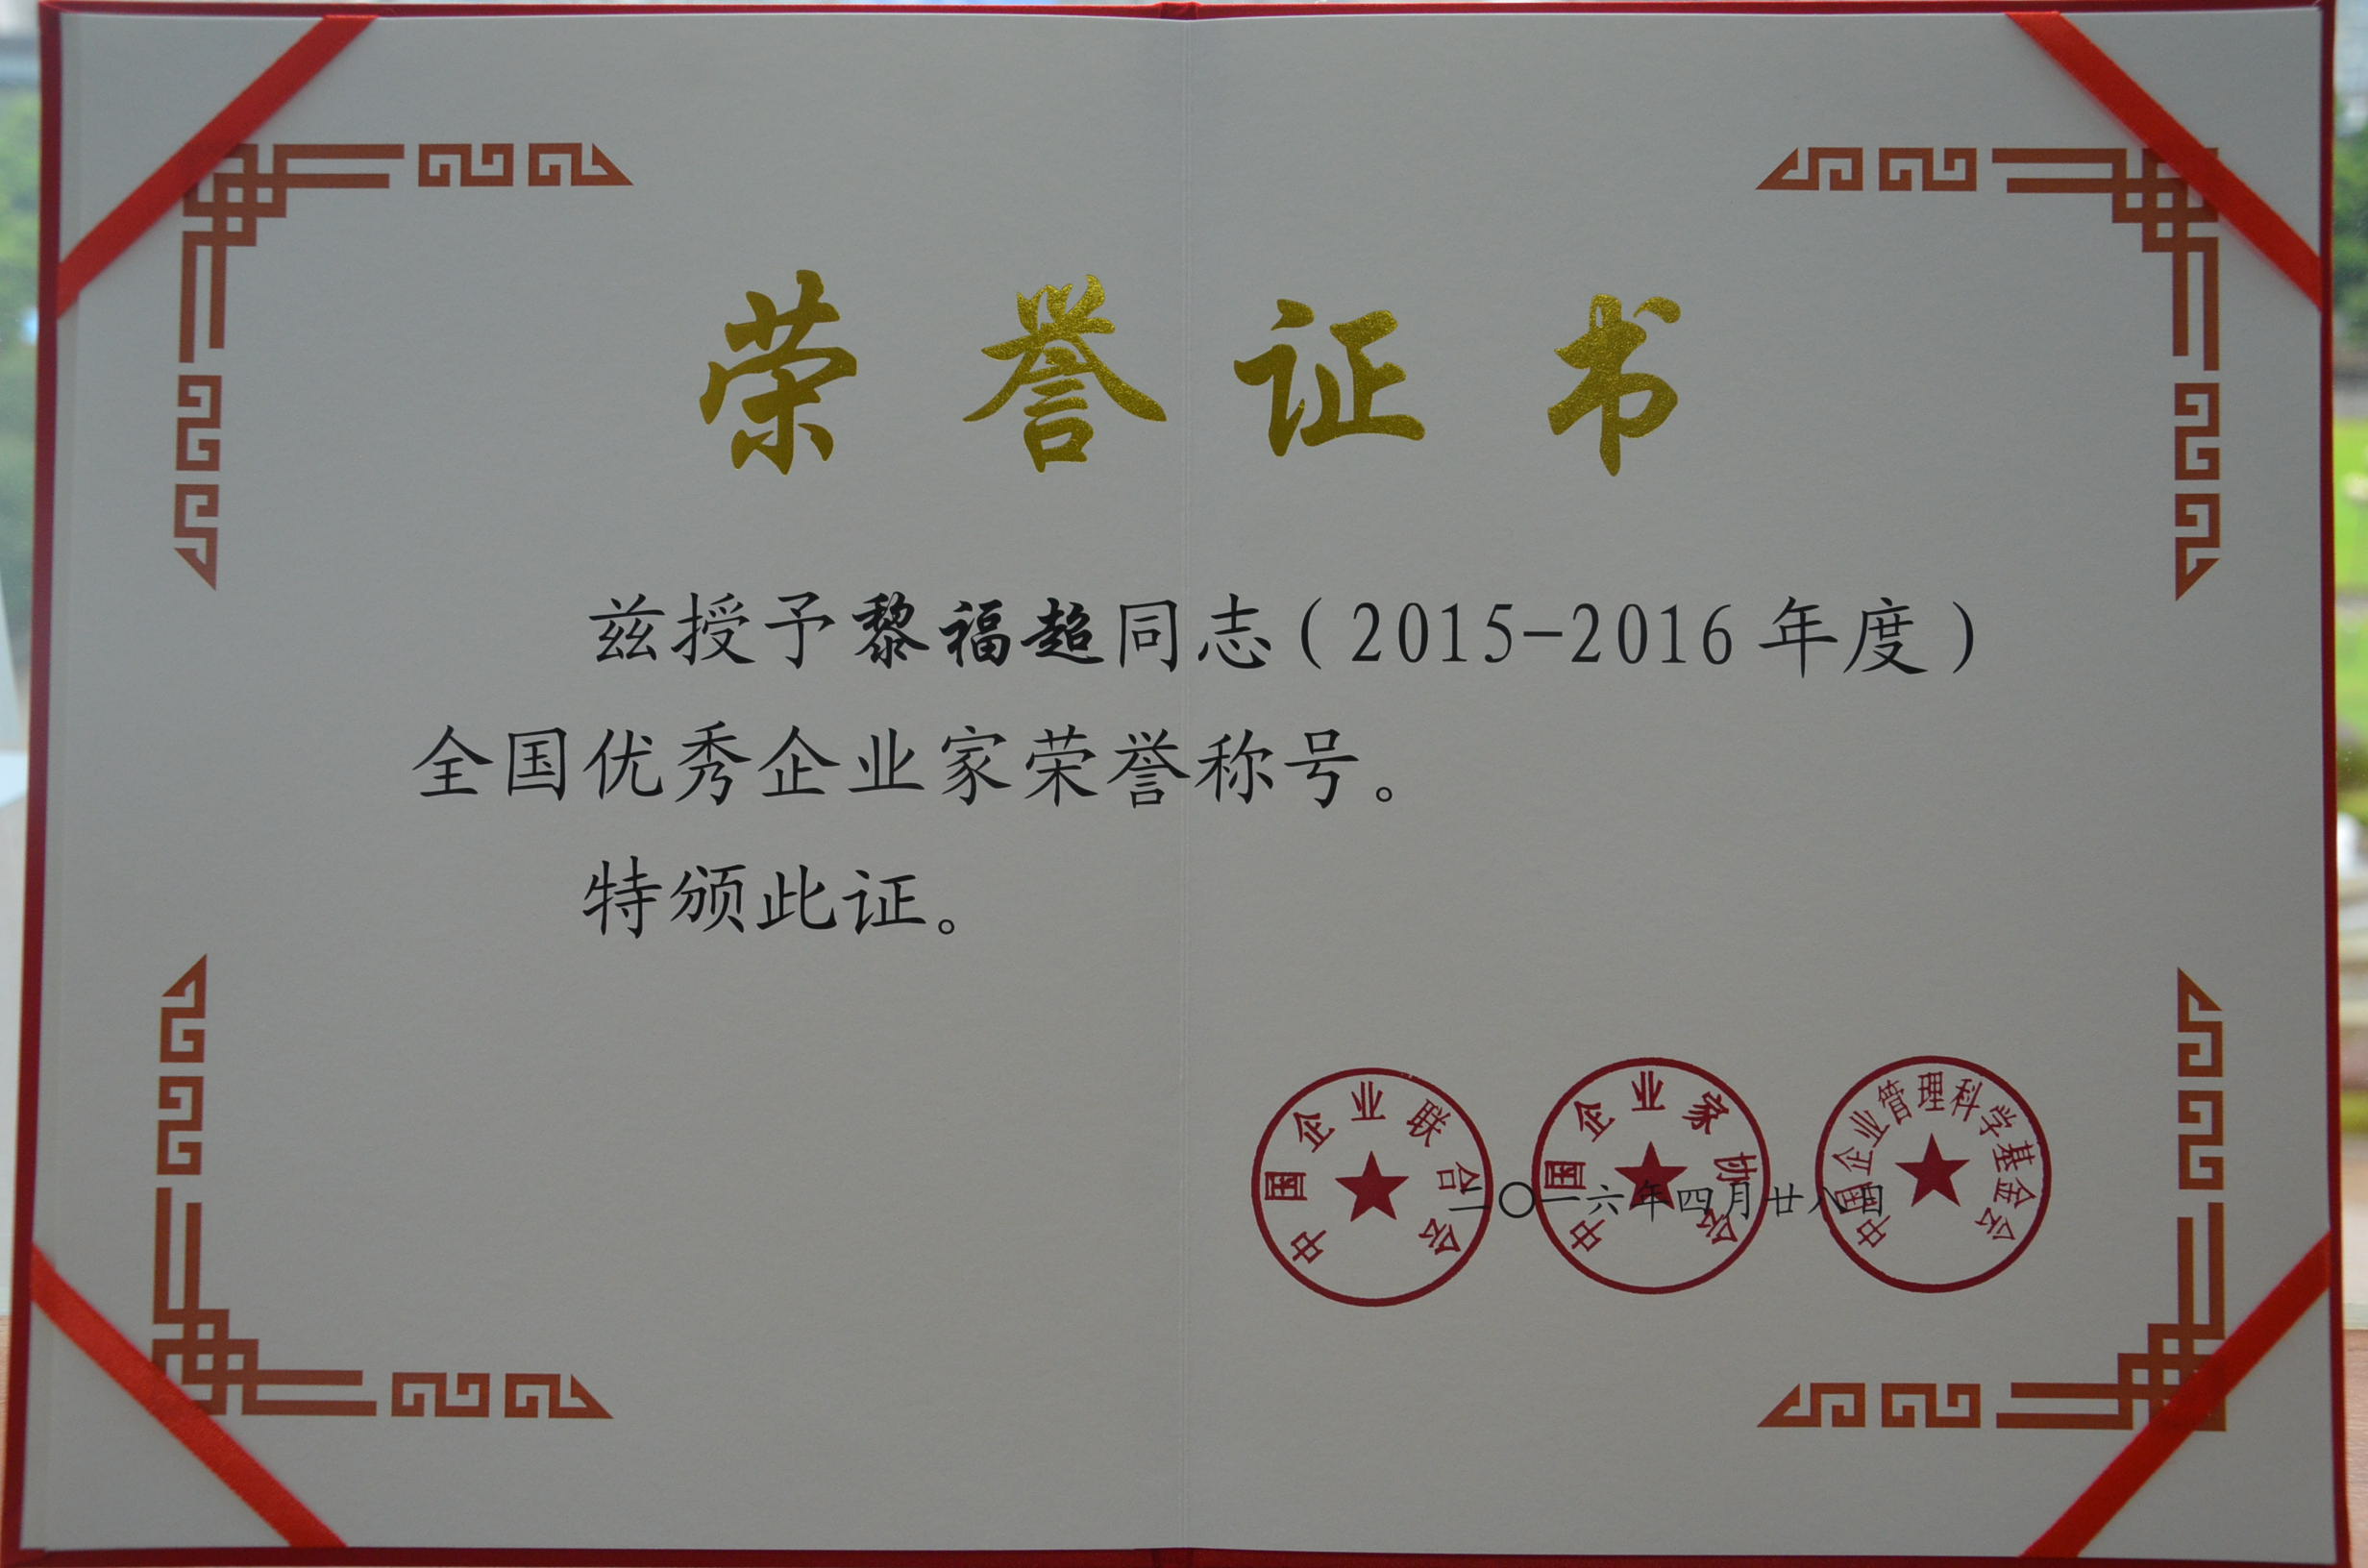 荣誉证书
兹授予黎福超同志(2015-2016年度)
全国优秀企业家荣誉称号。
特颁此证。
中国企业联合会
中国企业家协会
中国企业管理科学基金会
二〇一六年四月廿八日